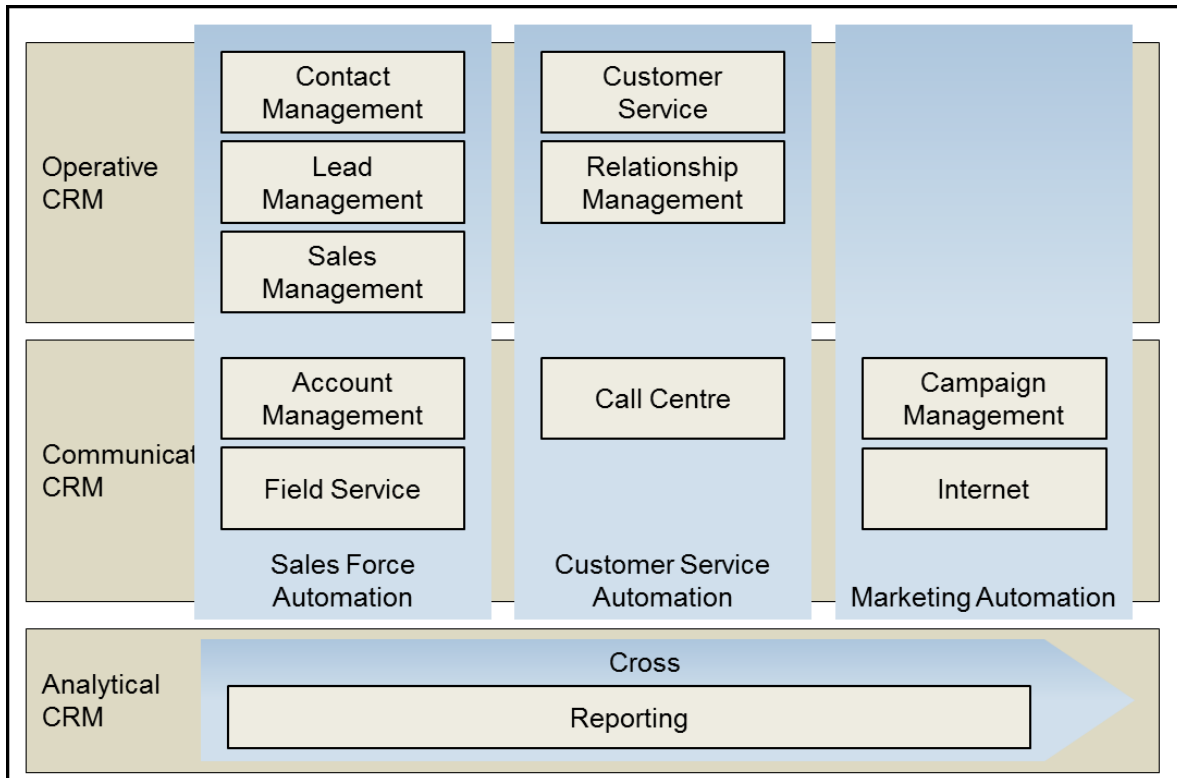 Contact
Management
Customer
Service
Operative
CRM
Lead
Management
Relationship
Management
Sales
Management
Communicat
CRM
Account
Management
Call Centre
Campaign
Management
Field Service
Internet
Sales Force
Automation
Customer Service
Automation
Marketing Automation
Analytical
CRM
Cross
Reporting